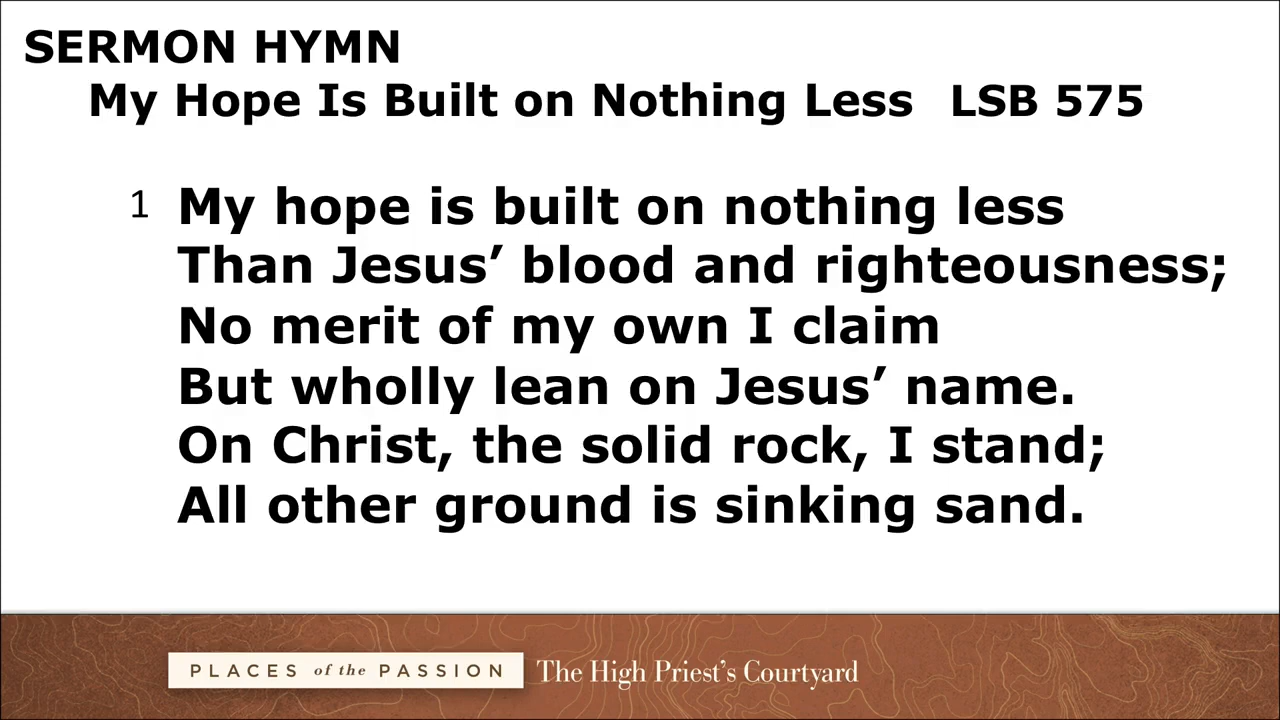 SERMON HYMN
My Hope Is Built on Nothing Less LSB 575
1 My hope is built on nothing less
Than Jesus’ blood and righteousness;
No merit of my own I claim
But wholly lean on Jesus’ name.
On Christ, the solid rock, I stand;
All other ground is sinking sand.
PLACES of the PASSION The High Priest’s Courtyard